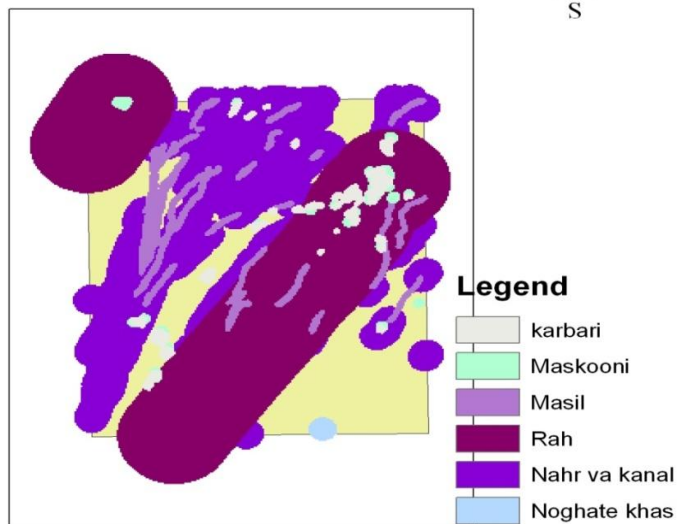 S
Legend
karbari
Maskooni
Masil
Rah
Nahr va kanal
Noghate khas